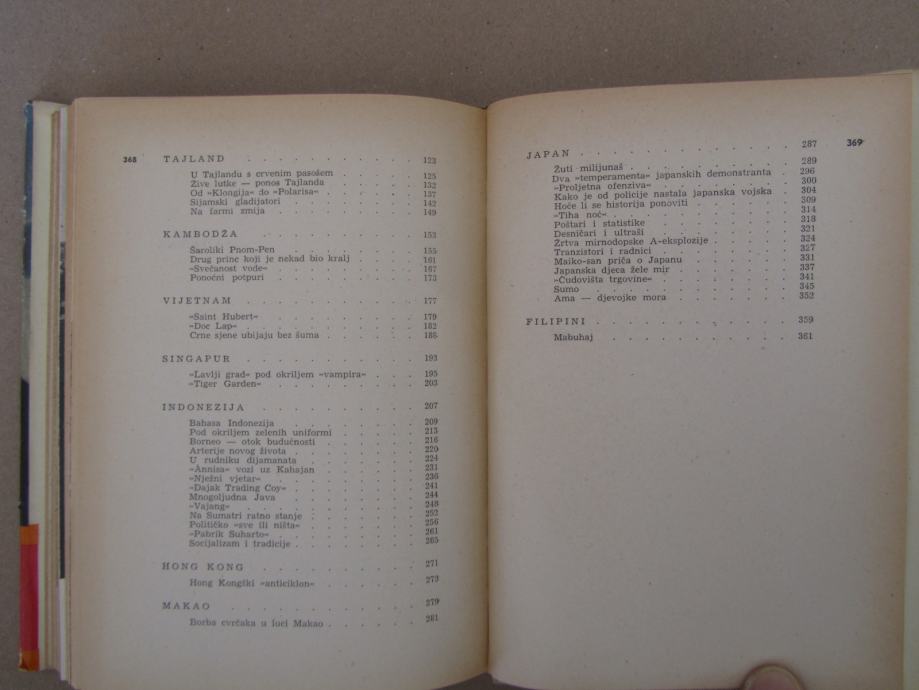 368
TAJLAND . . . . . . . . . . 123
U Tajlandu s crvenim pasošem . . . . . 125
Žive lutke — ponos Tajlanda . . . . . 132
Od »Klongija« do »Polarisa« . . . . . 137
Sijamski gladijatori . . . . . . . 142
Na farmi zmija . . . . . . . . 149
KAMBODŽA . . . . . . . . . 153
Šaroliki Pnom-Pen . . . . . . . 155
Drug princ koji je nekad bio kralj . . . . 161
»Svečanost vode« . . . . . . . 167
Ponoćni potpuri . . . . . . . 173
VIJETNAM . . . . . . . . . 177
»Saint Hubert« . . . . . . . . 179
»Doc Lap« . . . . . . . . . 182
Crne sjene ubijaju bez šuma . . . . . 188
SINGAPUR . . . . . . . . . 193
»Lavlji grad« pod okriljem »vampira« . . . 195
»Tiger Garden« . . . . . . . . 203
INDONEZIJA . . . . . . . . 207
Bahasa Indonezija . . . . . . . 209
Pod okriljem zelenih uniformi . . . . . 213
Borneo — otok budućnosti . . . . . 216
Arterije novog života . . . . . . . 220
U rudniku dijamanata . . . . . . 224
»Annisa« vozi uz Kahajan . . . . . 231
»Nježni vjetar« . . . . . . . . 236
»Dajak Trading Coy« . . . . . . . 241
Mnogoljudna Java . . . . . . . 244
»Vajang« . . . . . . . . . 248
Na Sumatri ratno stanje . . . . . . 252
Političko »sve ili ništa« . . . . . . 256
»Pabrik Suharto« . . . . . . . 261
Socijalizam i tradicije . . . . . . . 265
HONG KONG . . . . . . . . 271
Hong Kongški »anticiklon« . . . . . 273
MAKAO . . . . . . . . . . 279
Borba cvrčaka u luci Makao . . . . . 281
369
JAPAN . . . . . . . . . . 287
Žuti milijunaš . . . . . . . . 289
Dva »temperamenta« japanskih demonstranta . 296
»Proljetna ofenziva« . . . . . . . 300
Kako je od policije nastala japanska vojska . 304
Hoće li se historija ponoviti . . . . . 309
»Tiha noć« . . . . . . . . . 314
Poštari i statistike . . . . . . . 318
Desničari i ultraši . . . . . . . 321
Žrtva mirnodopske A-eksplozije . . . . 324
Tranzistori i radnici . . . . . . . 327
Maiko-san priča o Japanu . . . . . 331
Japanska djeca žele mir . . . . . . 337
»Čudovišta trgovine« . . . . . . . 341
Sumo . . . . . . . . . . 345
Ama — djevojke mora . . . . . . 352
FILIPINI . . . . . . . . . . 359
Mabuhaj . . . . . . . . . 361